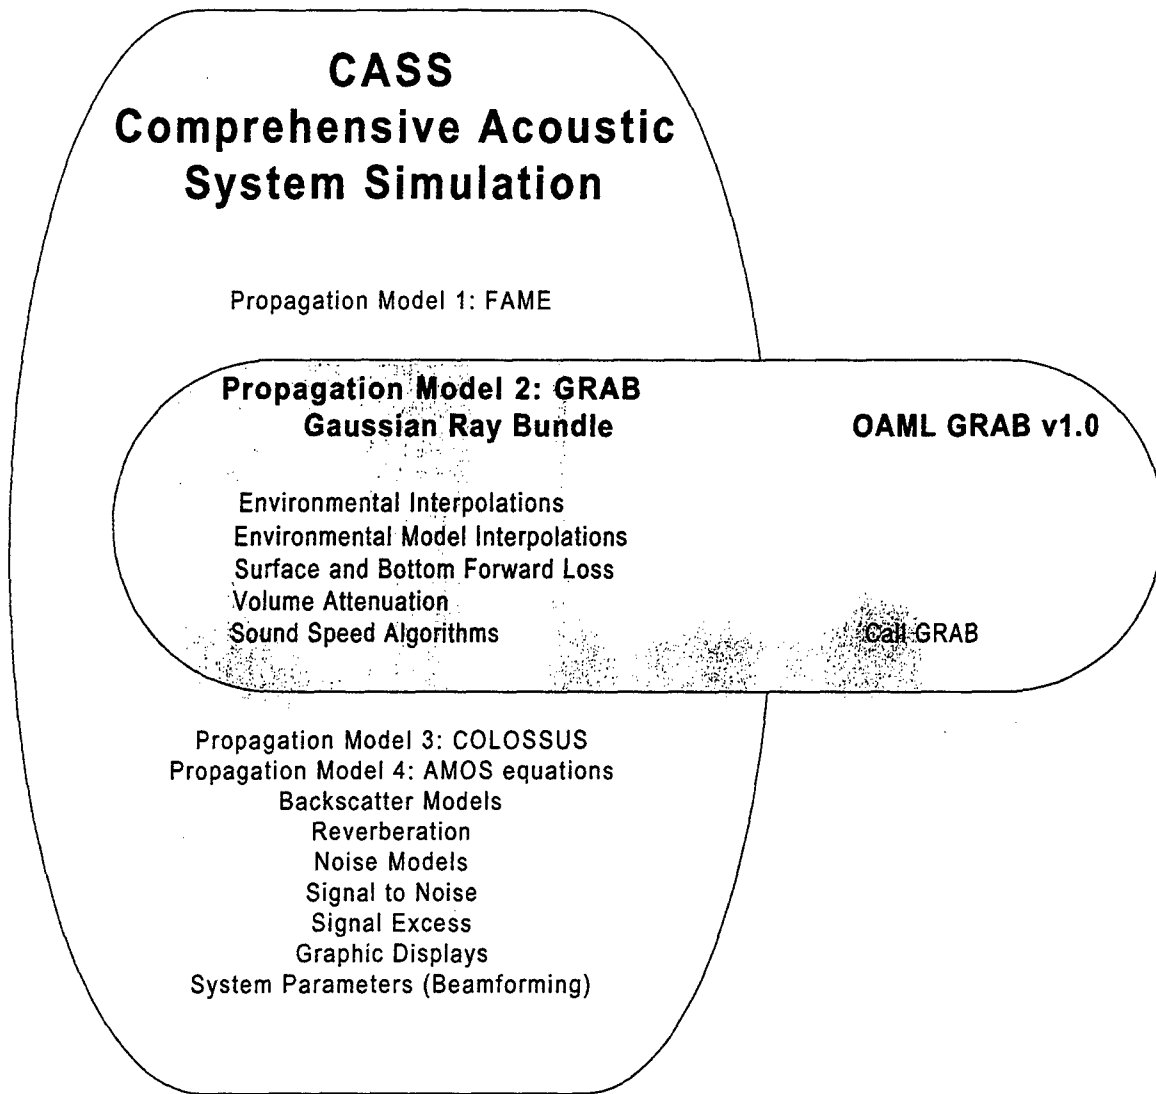 CASS
Comprehensive Acoustic
System Simulation
Propagation Model 1: FAME
Propagation Model 2: GRAB
Gaussian Ray Bundle
OAML GRAB v1.0
Environmental Interpolations
Environmental Model Interpolations
Surface and Bottom Forward Loss
Volume Attenuation
Sound Speed Algorithms
Call GRAB
Propagation Model 3: COLOSSUS
Propagation Model 4: AMOS equations
Backscatter Models
Reverberation
Noise Models
Signal to Noise
Signal Excess
Graphic Displays
System Parameters (Beamforming)